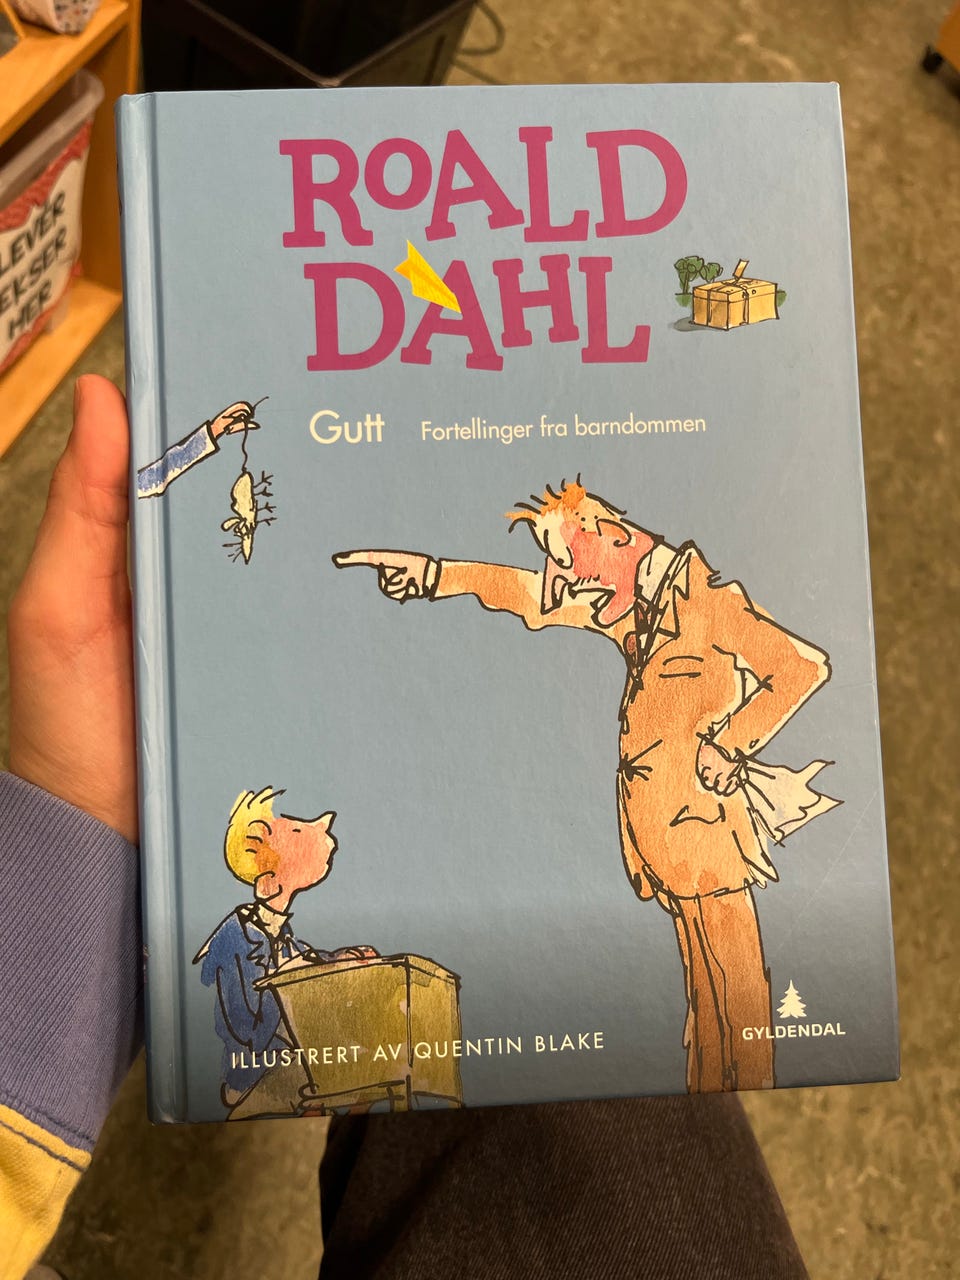 ROALD
DAHL
Gutt Fortellinger fra barndommen
ILLUSTRERT AV QUENTIN BLAKE
GYLDENDAL
LEVER
EKSER
HER